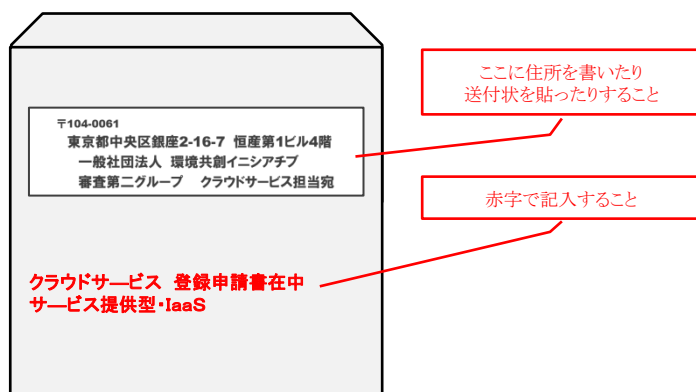 ここに住所を書いたり
送付状を貼ったりすること
〒104-0061
東京都中央区銀座2-16-7 恒産第1ビル4階
一般社団法人 環境共創イニシアチブ
審査第二グループ クラウドサービス担当宛
赤字で記入すること
クラウドサービス 登録申請書在中
サービス提供型・IaaS